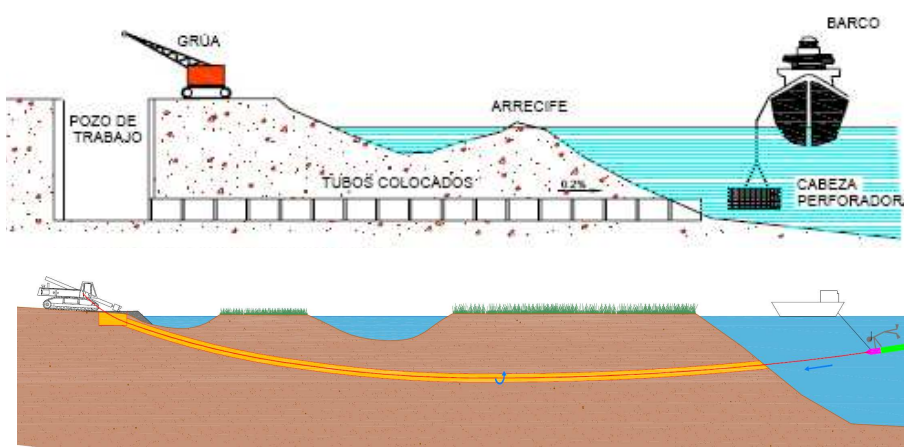 GRÚA
BARCO
ARRECIFE
POZO DE
TRABAJO
TUBOS COLOCADOS
0.2%
CABEZA
PERFORADORA